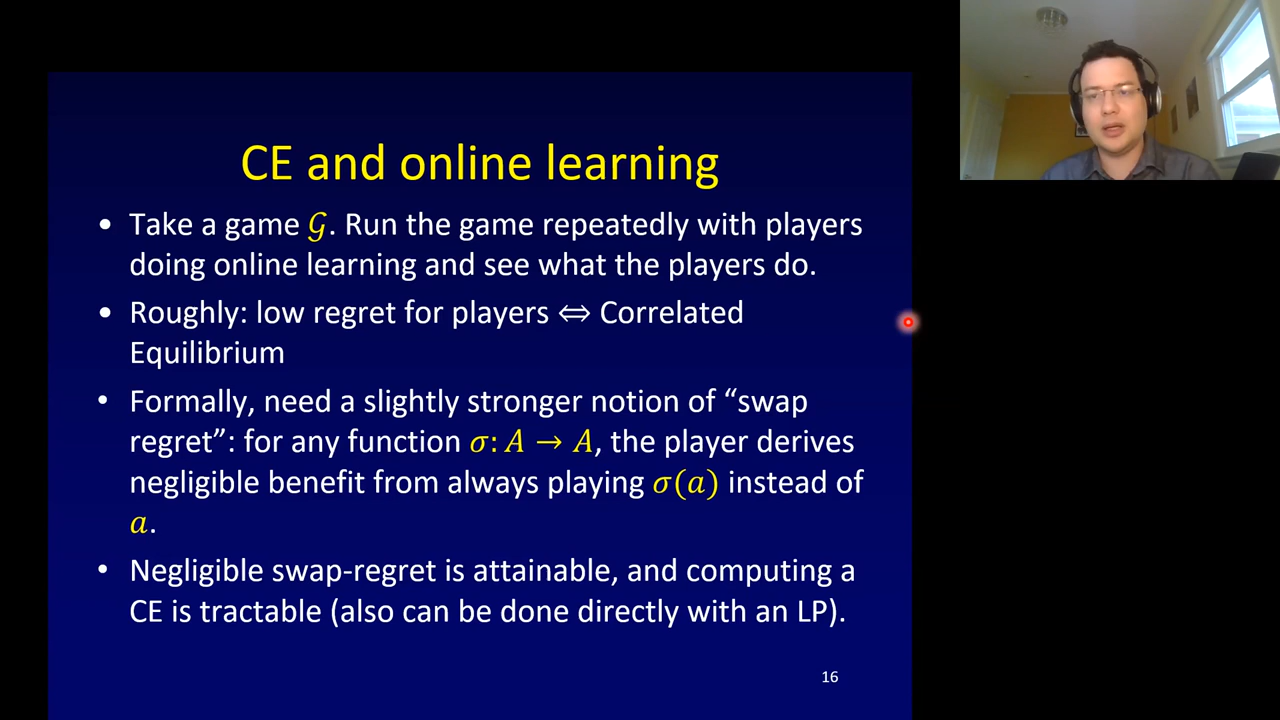 CE and online learning
• Take a game 𝒢. Run the game repeatedly with players
doing online learning and see what the players do.
• Roughly: low regret for players ⇔ Correlated
Equilibrium
• Formally, need a slightly stronger notion of “swap
regret”: for any function σ: A → A, the player derives
negligible benefit from always playing σ(a) instead of
a.
• Negligible swap-regret is attainable, and computing a
CE is tractable (also can be done directly with an LP).
16